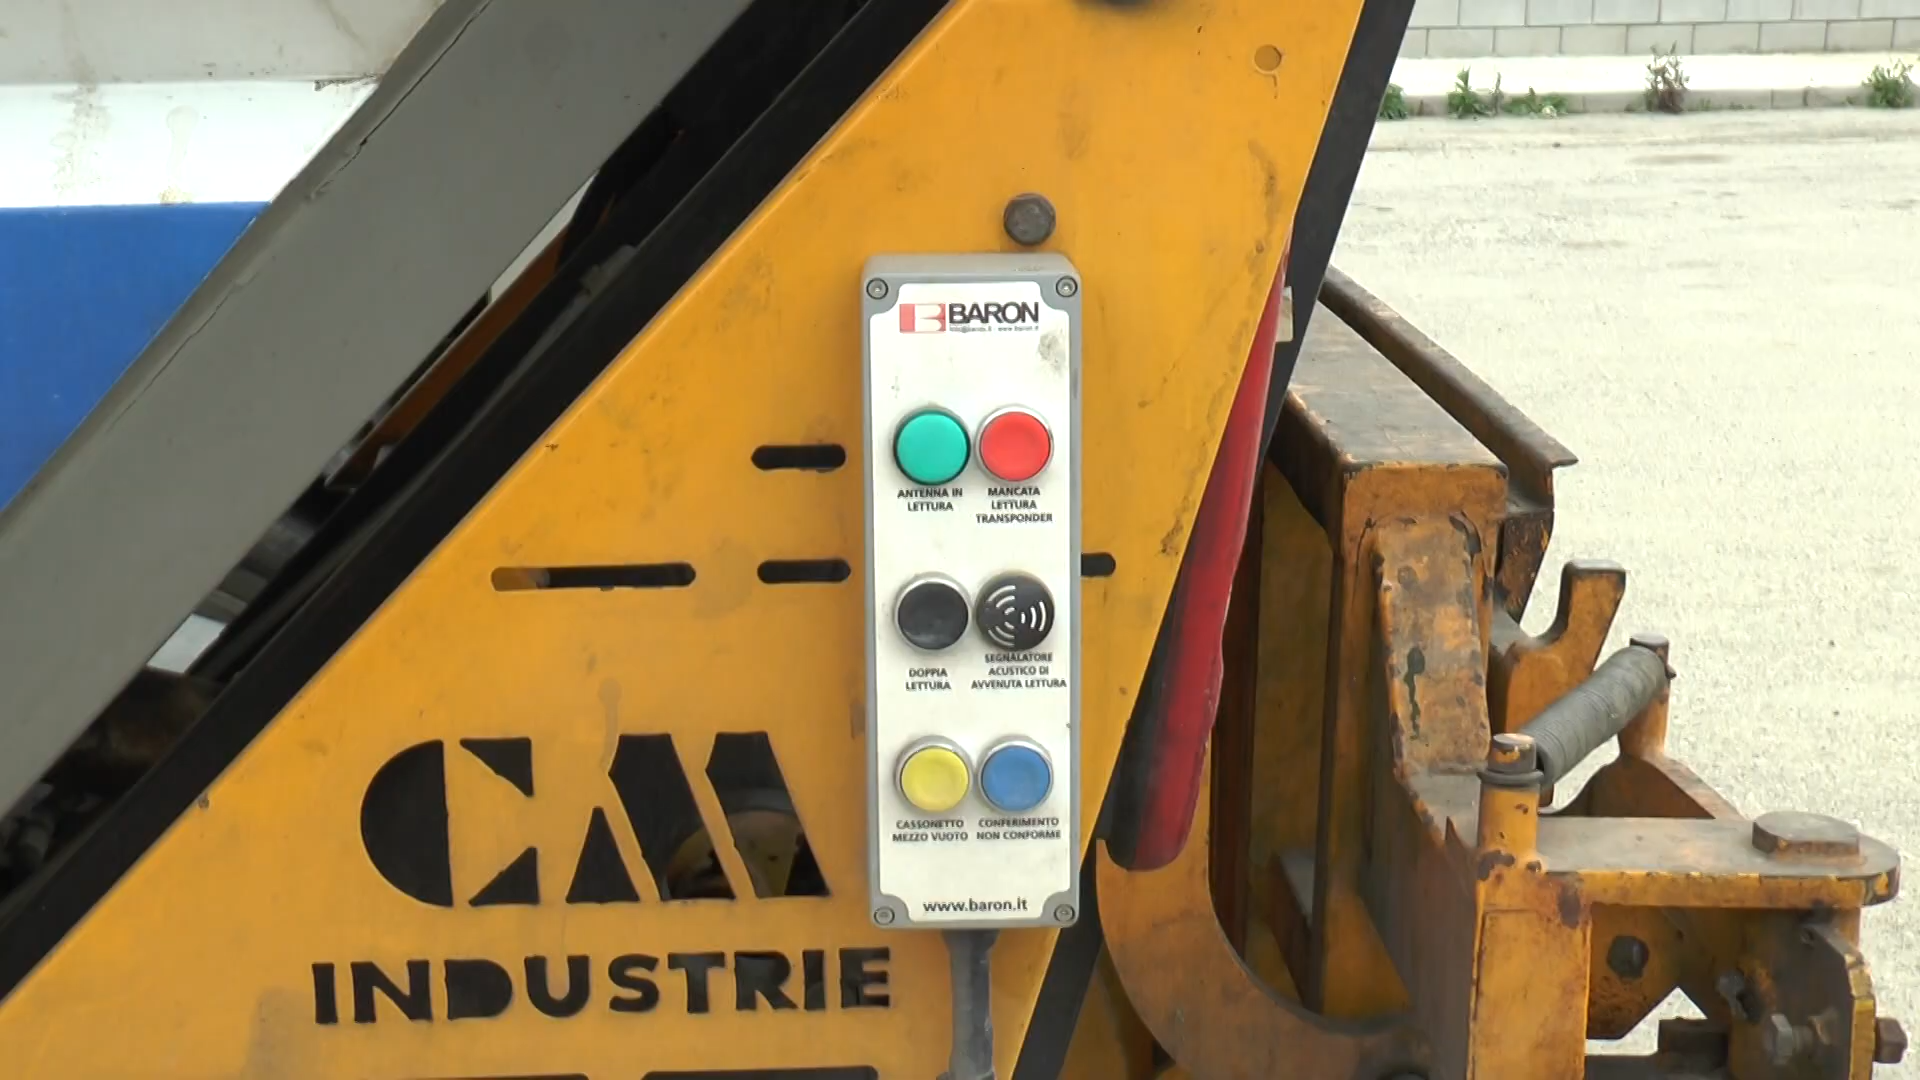 BARON
ANTENNA IN
LETTURA
MANCATA
LETTURA
TRANSPONDER
DOPPIA
LETTURA
SEGNALATORE
ACUSTICO DI
AVVENUTA LETTURA
CASSONETTO
MEZZO VUOTO
CONFERIMENTO
NON CONFORME
www.baron.it
CM
INDUSTRIE